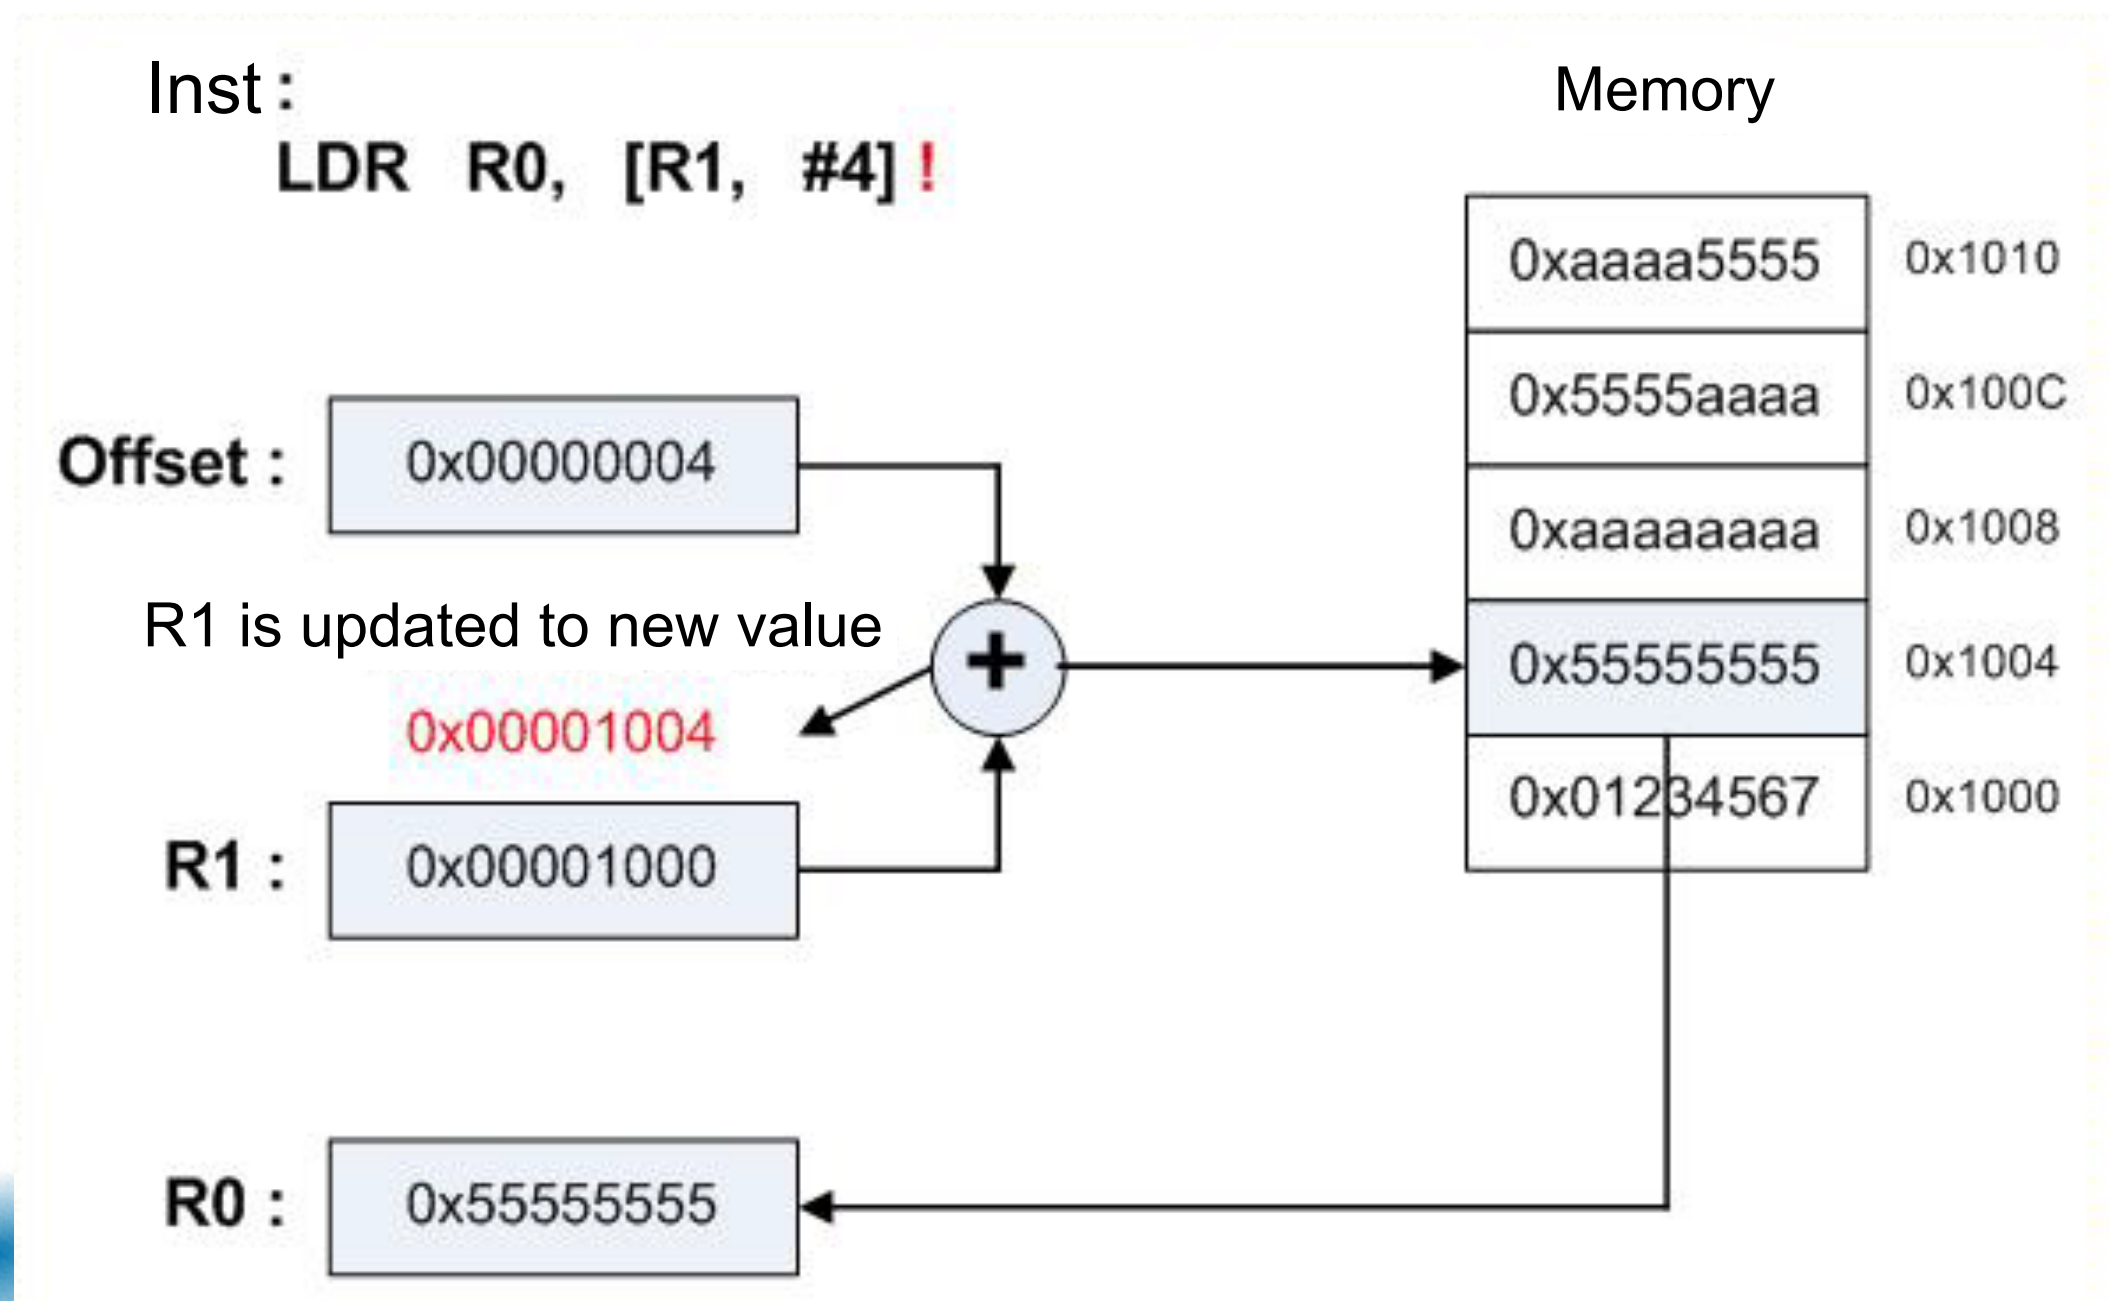 Inst :
LDR R0, [R1, #4] !
Memory
0xaaaa5555 0x1010
0x5555aaaa 0x100C
Offset : 0x00000004
0xaaaaaaaa 0x1008
R1 is updated to new value
0x55555555 0x1004
0x00001004
0x01234567 0x1000
R1 : 0x00001000
R0 : 0x55555555